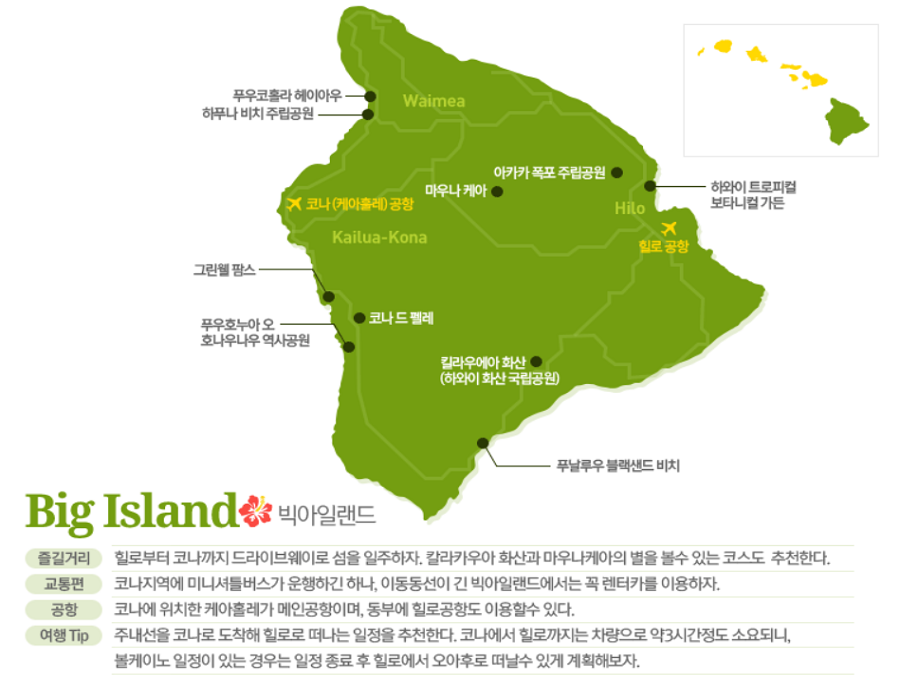 푸우코홀라 헤이아우
하푸나 비치 주립공원
Waimea
아카카 폭포 주립공원
마우나 케아
하와이 트로피컬
보타니컬 가든
코나 (케아홀레) 공항
Hilo
힐로 공항
Kailua-Kona
그린웰 팜스
코나 드 펠레
푸우호누아 오
호나우나우 역사공원
킬라우에아 화산
(하와이 화산 국립공원)
푸날루우 블랙샌드 비치
Big Island 빅아일랜드
즐길거리 힐로부터 코나까지 드라이브웨이로 섬을 일주하자. 칼라카우아 화산과 마우나케아의 별을 볼수 있는 코스도 추천한다.
교통편 코나지역에 미니셔틀버스가 운행하긴 하나, 이동동선이 긴 빅아일랜드에서는 꼭 렌터카를 이용하자.
공항 코나에 위치한 케아홀레가 메인공항이며, 동부에 힐로공항도 이용할수 있다.
여행 Tip 주내선을 코나로 도착해 힐로로 떠나는 일정을 추천한다. 코나에서 힐로까지는 차량으로 약3시간정도 소요되니,
볼케이노 일정이 있는 경우는 일정 종료 후 힐로에서 오아후로 떠날수 있게 계획해보자.